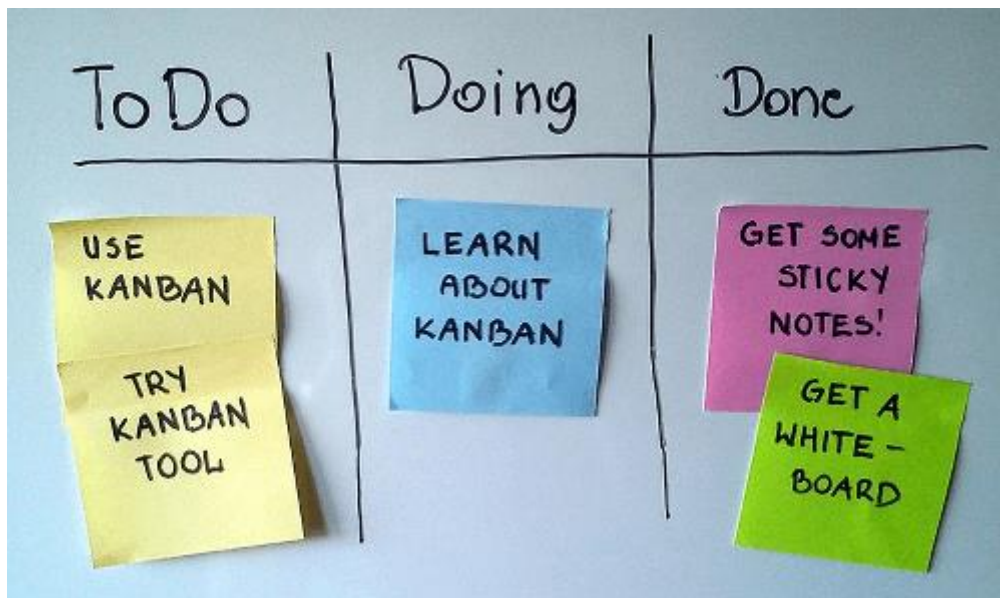 To Do
Doing
Done
USE
KANBAN
TRY
KANBAN
TOOL
LEARN
ABOUT
KANBAN
GET SOME
STICKY
NOTES!
GET A
WHITE-
BOARD